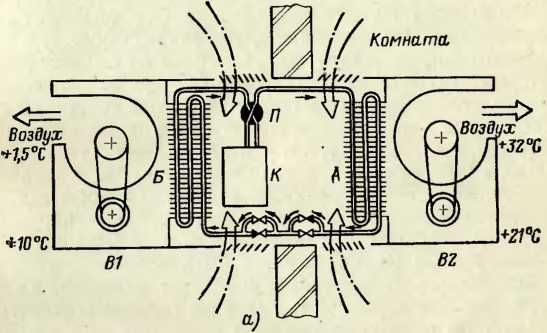 Комната
П
Воздух
+1,5°C
Воздух
+32°C
Б
К
А
+10°C
+21°C
В1
В2
а)